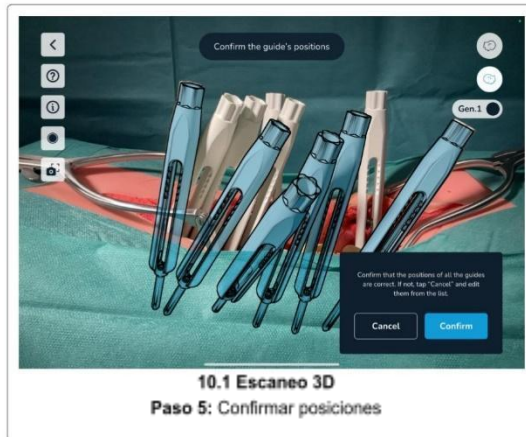 Confirm the guide's positions
Gen.1
Confirm that the positions of all the guides
are correct. If not, tap "Cancel" and edit
them from the list.
Cancel
Confirm
10.1 Escaneo 3D
Paso 5: Confirmar posiciones